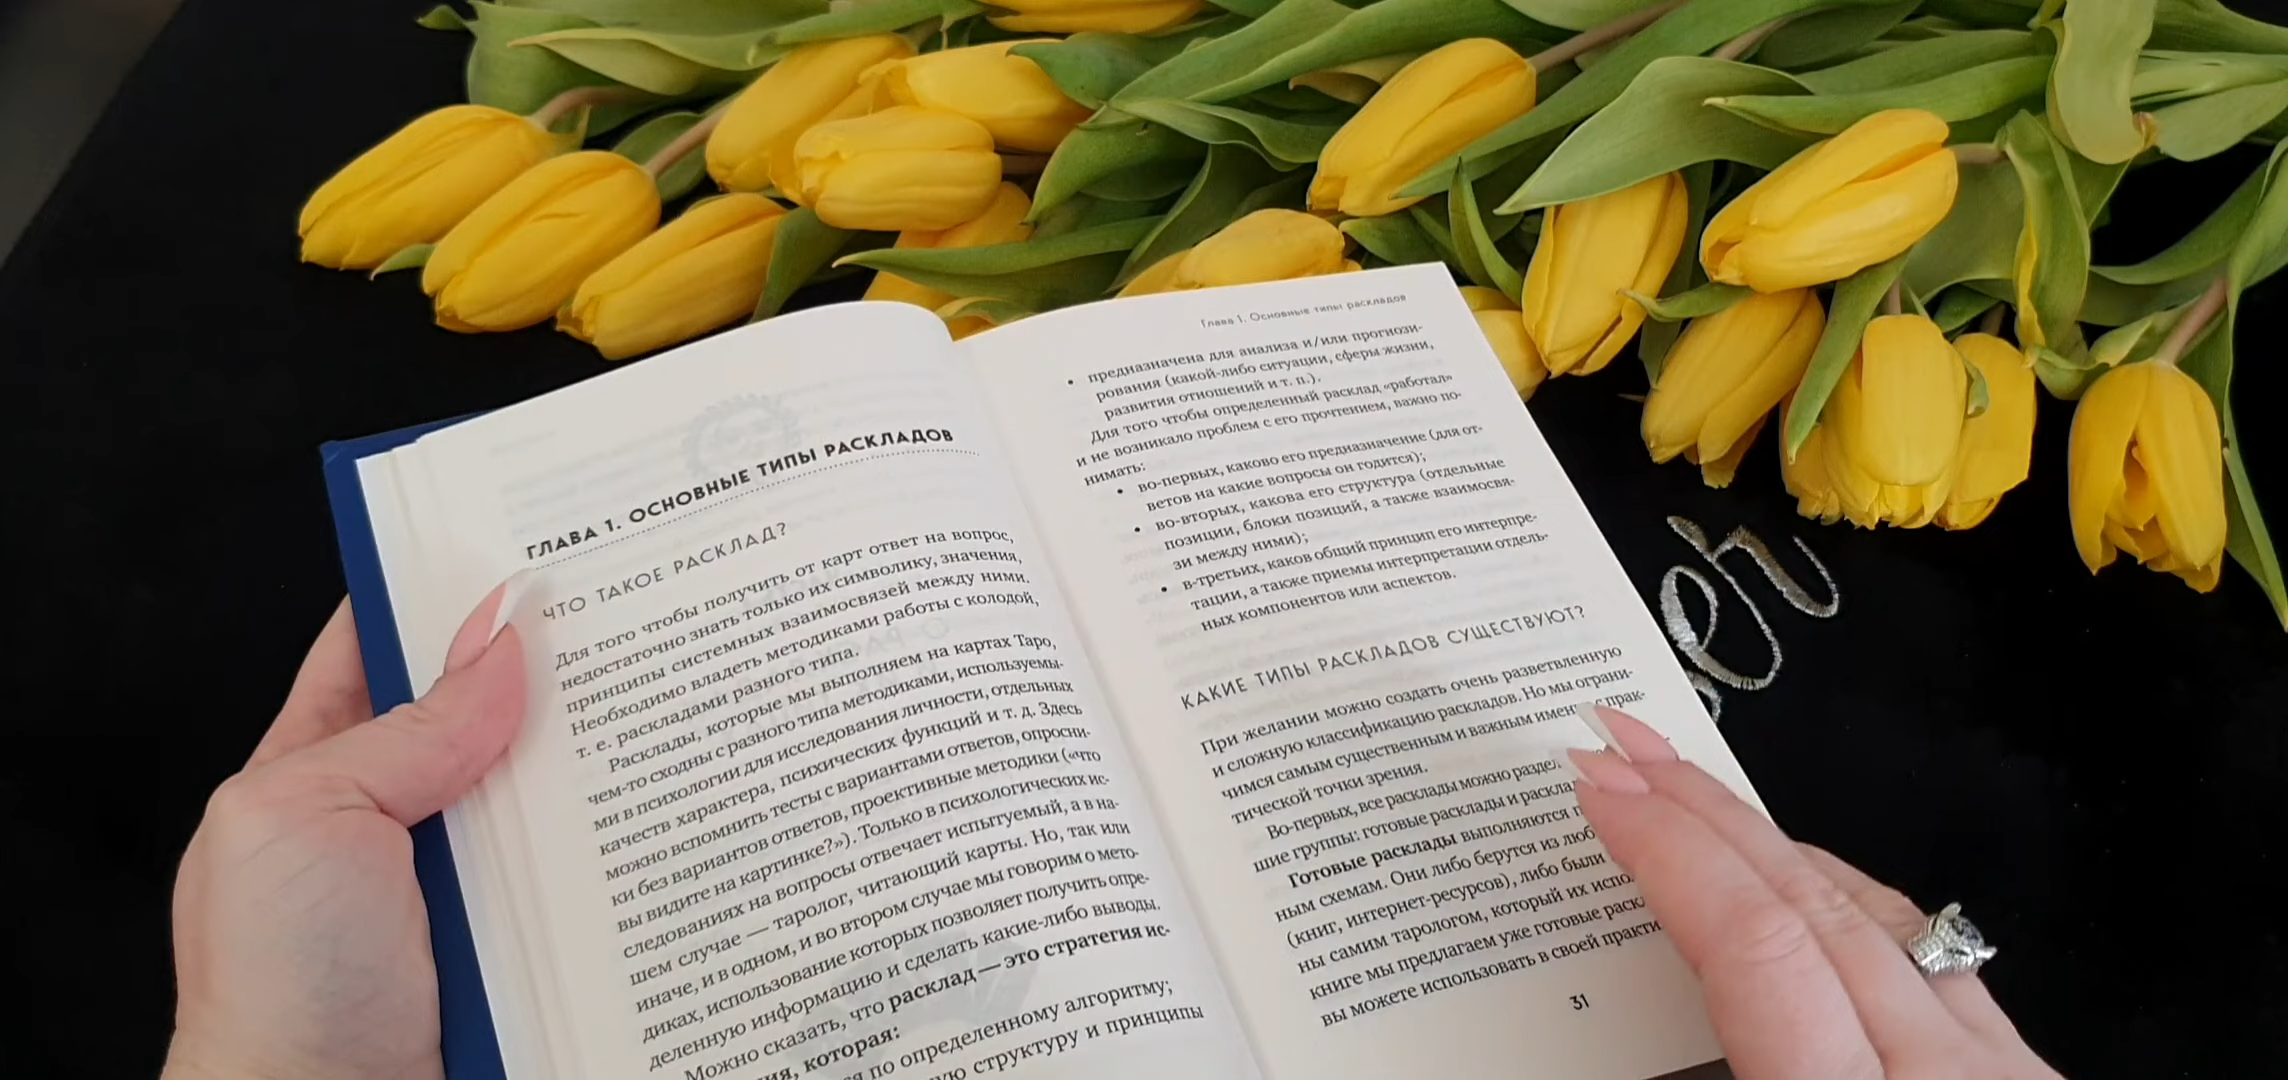 ГЛАВА 1. ОСНОВНЫЕ ТИПЫ РАСКЛАДОВ
ЧТО ТАКОЕ РАСКЛАД?
Для того чтобы получить от карт ответ на вопрос,
недостаточно знать только их символику, значения,
принципы системных взаимосвязей между ними.
Необходимо владеть методиками работы с колодой,
т. е. раскладами разного типа.
Расклады, которые мы выполняем на картах Таро,
чем-то сходны с разного типа методиками, используемы-
ми в психологии для исследования личности, отдельных
качеств характера, психических функций и т. д. Здесь
можно вспомнить тесты с вариантами ответов, опросни-
ки без вариантов ответов, проективные методики («что
вы видите на картинке?»). Только в психологических ис-
следованиях на вопросы отвечает испытуемый, а в на-
шем случае — таролог, читающий карты. Но, так или
иначе, и в одном, и во втором случае мы говорим о мето-
диках, использование которых позволяет получить опре-
деленную информацию и сделать какие-либо выводы.
Можно сказать, что расклад — это стратегия ис-
которая:
по определенному алгоритму;
структуру и принципы
Глава 1. Основные типы раскладов
• предназначена для анализа и/или прогнози-
рования (какой-либо ситуации, сферы жизни,
развития отношений и т. п.).
Для того чтобы определенный расклад «работал»
и не возникало проблем с его прочтением, важно по-
нимать:
• во-первых, каково его предназначение (для от-
ветов на какие вопросы он годится);
• во-вторых, какова его структура (отдельные
позиции, блоки позиций, а также взаимосвя-
зи между ними);
• в-третьих, каков общий принцип его интерпре-
тации, а также приемы интерпретации отдель-
ных компонентов или аспектов.
КАКИЕ ТИПЫ РАСКЛАДОВ СУЩЕСТВУЮТ?
При желании можно создать очень разветвленную
и сложную классификацию раскладов. Но мы ограни-
чимся самым существенным и важным именно с прак-
тической точки зрения.
Во-первых, все расклады можно
шие группы: готовые расклады и
Готовые расклады выполняются
ным схемам. Они либо берутся из
(книг, интернет-ресурсов), либо были
ны самим тарологом, который их
книге мы предлагаем уже готовые
вы можете использовать в своей
31